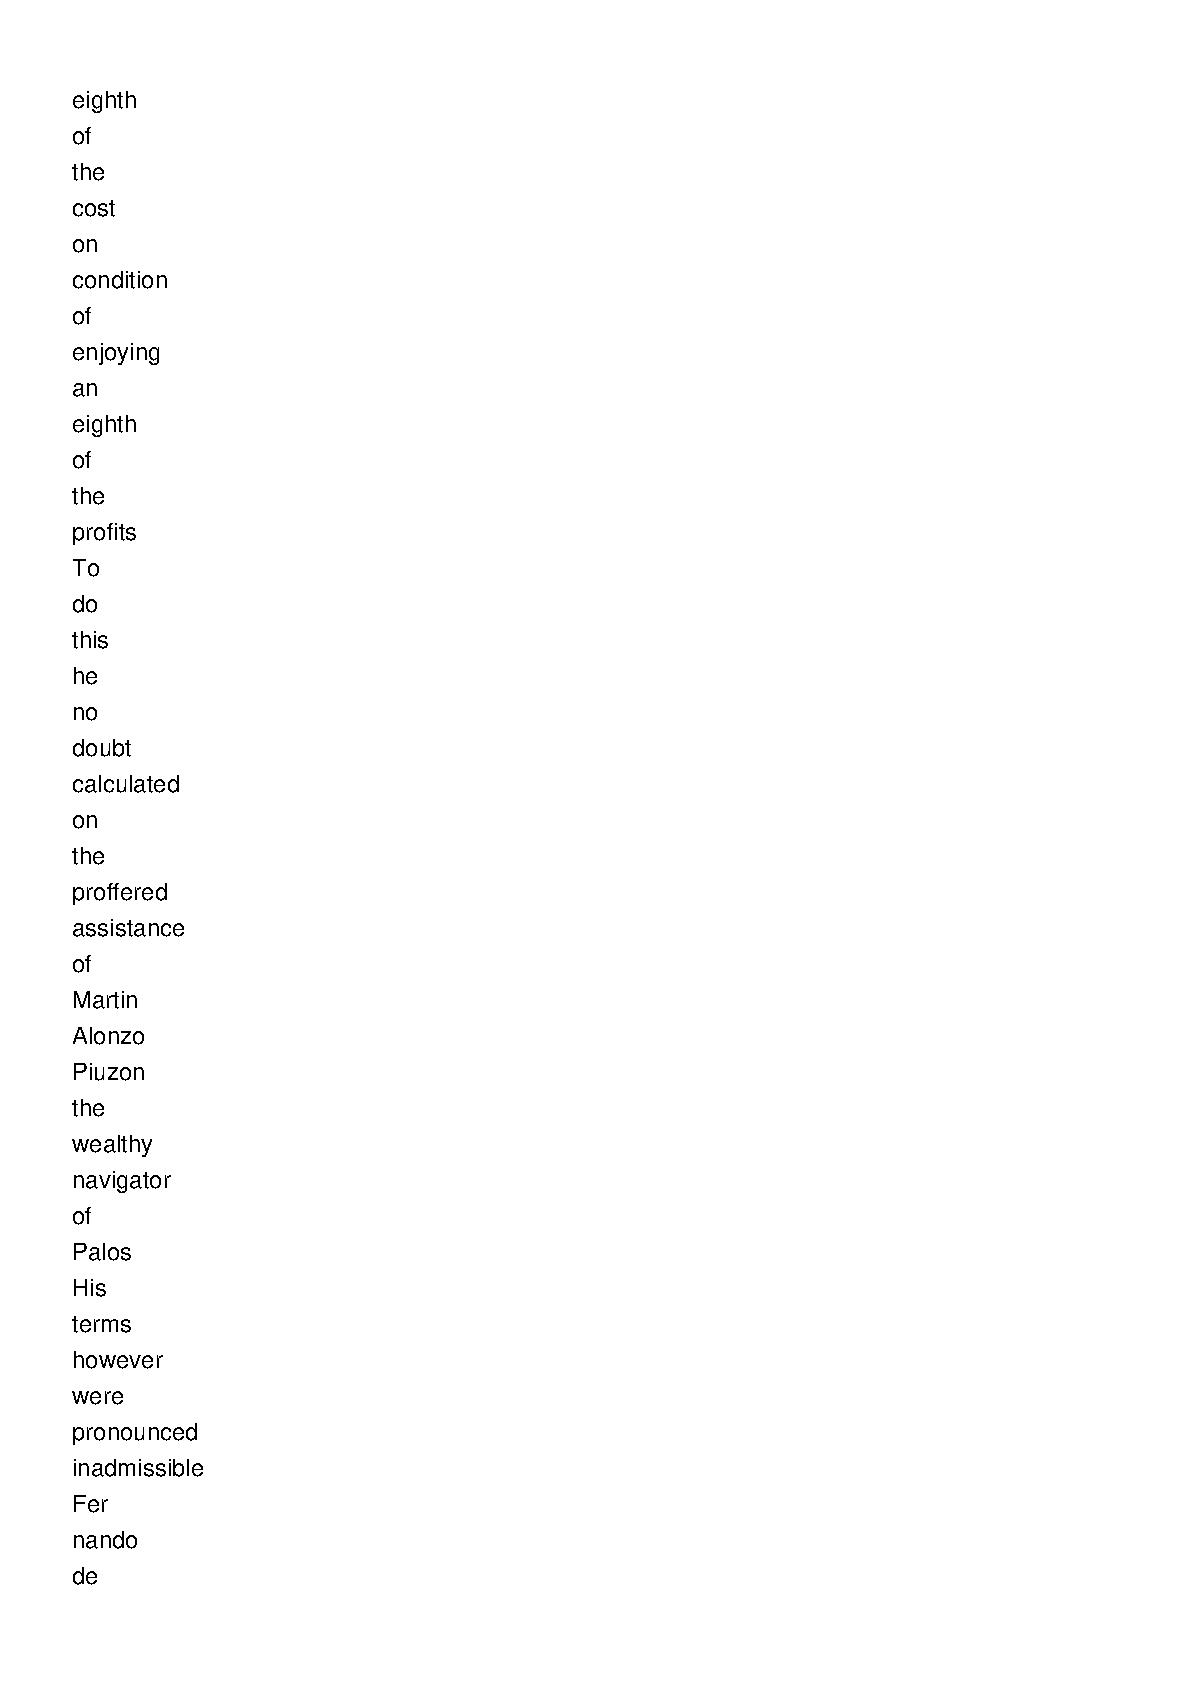 eighth
of
the
cost
on
condition
of
enjoying
an
eighth
of
the
profits
To
do
this
he
no
doubt
calculated
on
the
proffered
assistance
of
Martin
Alonzo
Piuzon
the
wealthy
navigator
of
Palos
His
terms
however
were
pronounced
inadmissible
Fer
nando
de